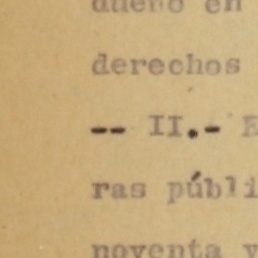 dueño en
derechos
-- II.- E
ras públi
noventa y